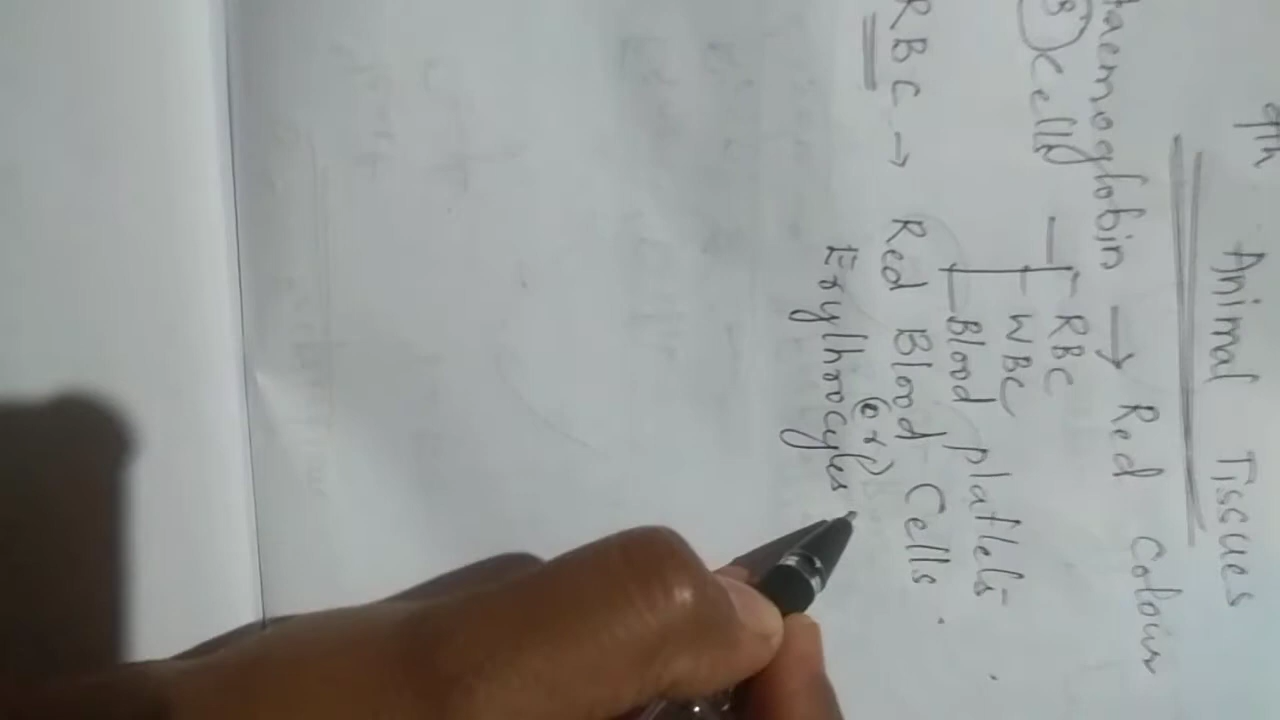 9th Animal Tissues
Haemoglobin → Red Colour
③ Cells
RBC
WBC
Blood platlets.
RBC → Red Blood Cells.
(or)
Erythrocytes